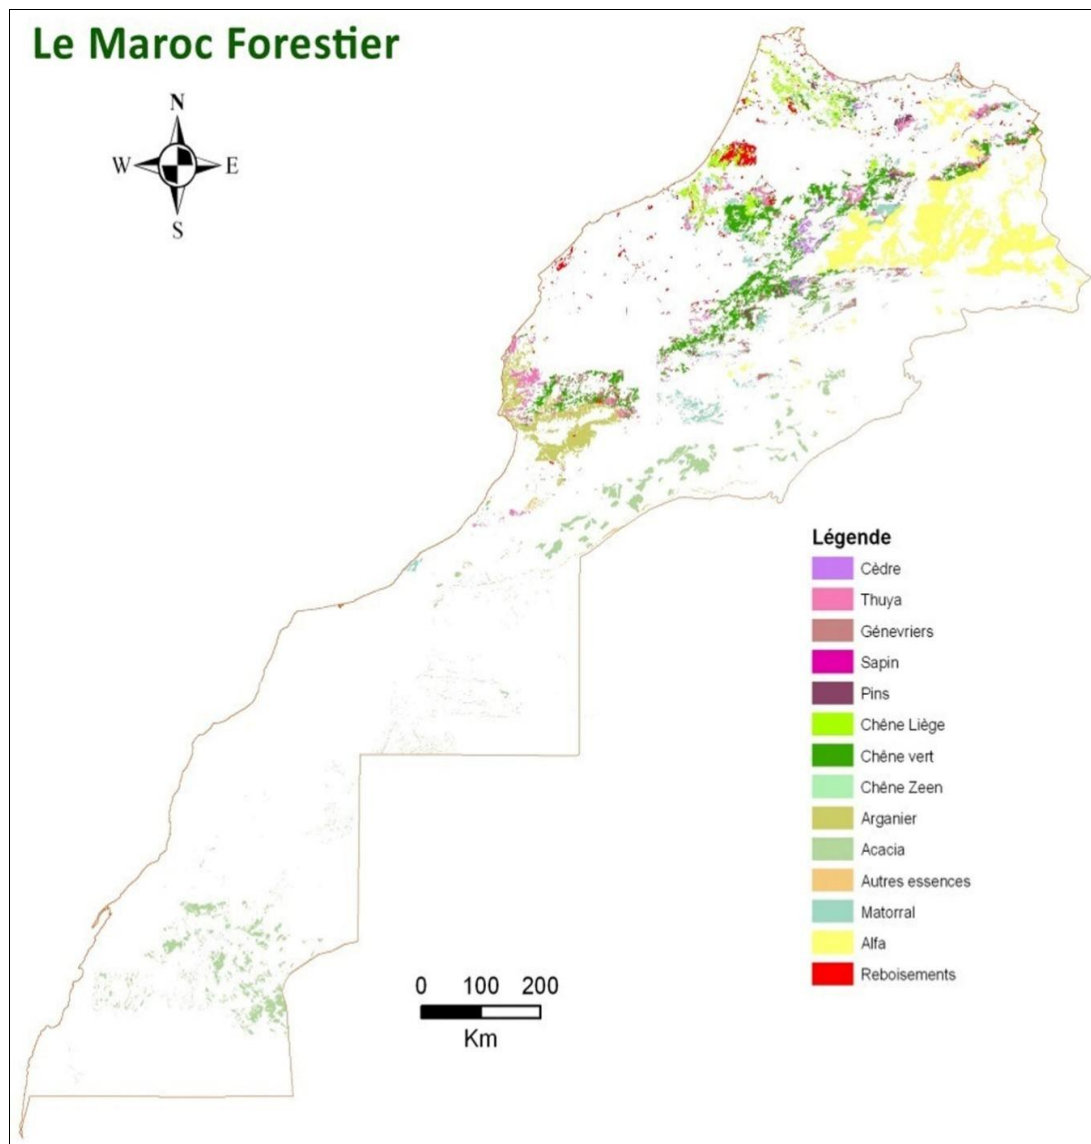 Le Maroc Forestier
N
W E
S
Légende
Cèdre
Thuya
Génevriers
Sapin
Pins
Chêne Liège
Chêne vert
Chêne Zeen
Arganier
Acacia
Autres essences
Matorral
Alfa
Reboisements
0 100 200
Km